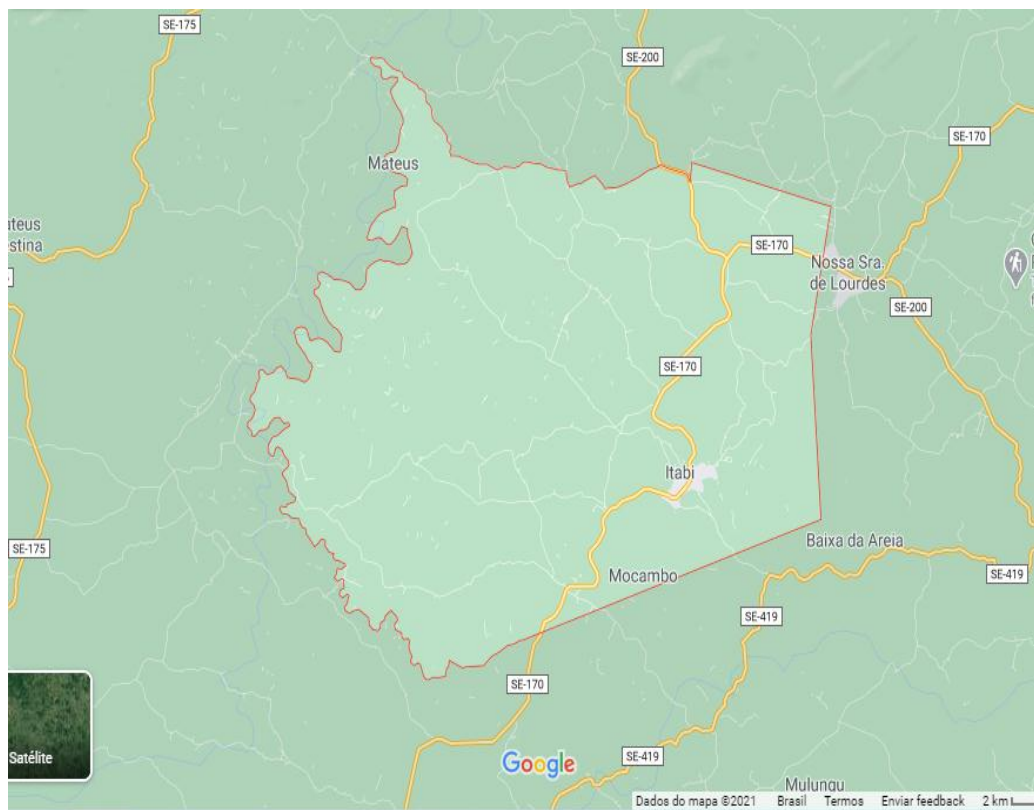 SE-175
SE-200
SE-170
Mateus
ateus
estina
SE-170
Nossa Sra.
de Lourdes
SE-200
SE-170
Itabi
Baixa da Areia
SE-175
SE-419
Mocambo
SE-419
SE-170
SE-419
Satélite
Google
Mulungu
Dados do mapa ©2021 Brasil Termos Enviar feedback 2 km